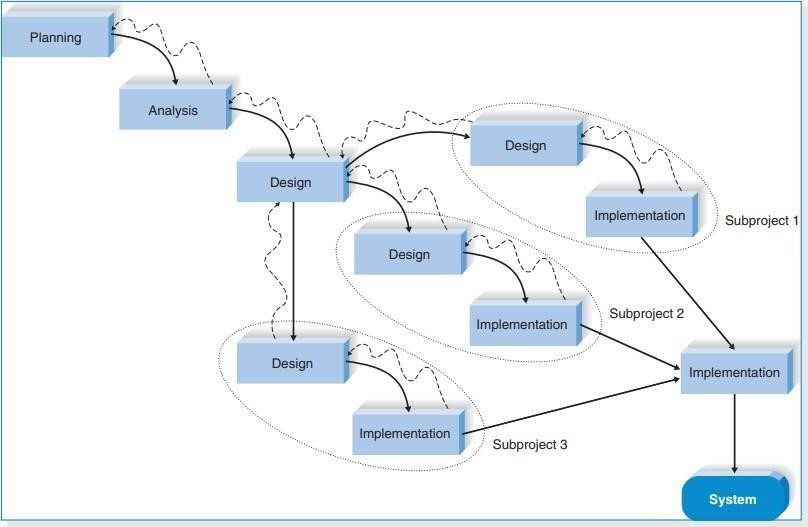 Planning
Analysis
Design
Design
Implementation
Subproject 1
Design
Implementation
Subproject 2
Design
Implementation
Subproject 3
Implementation
System